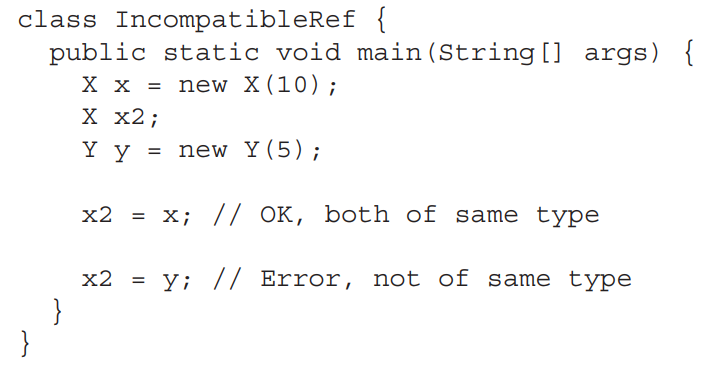 class IncompatibleRef {
  public static void main(String[] args) {
    X x = new X(10);
    X x2;
    Y y = new Y(5);

    x2 = x; // OK, both of same type

    x2 = y; // Error, not of same type
  }
}